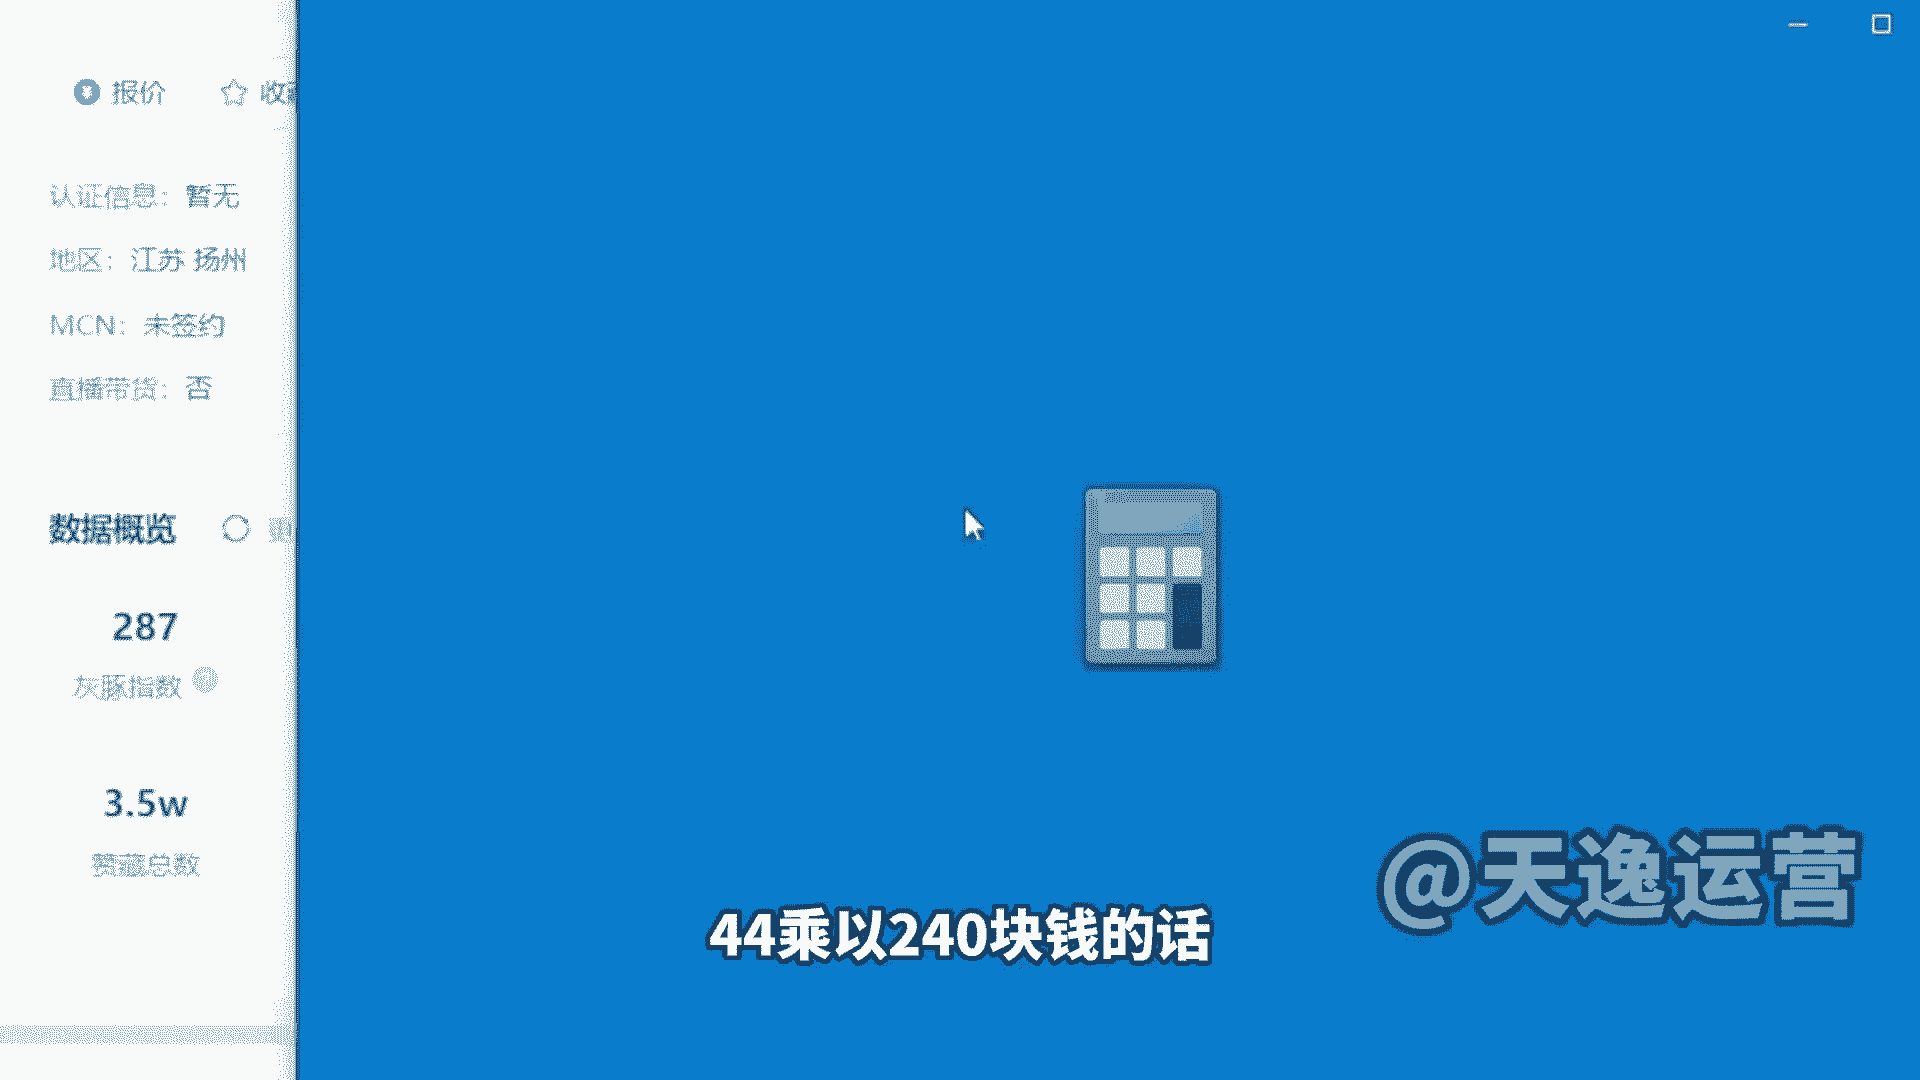 报价 收藏
认证信息：暂无
地区：江苏 扬州
MCN：未签约
直播带货：否
数据概览
287
灰豚指数
3.5w
赞藏总数
@天逸运营
44乘以240块钱的话